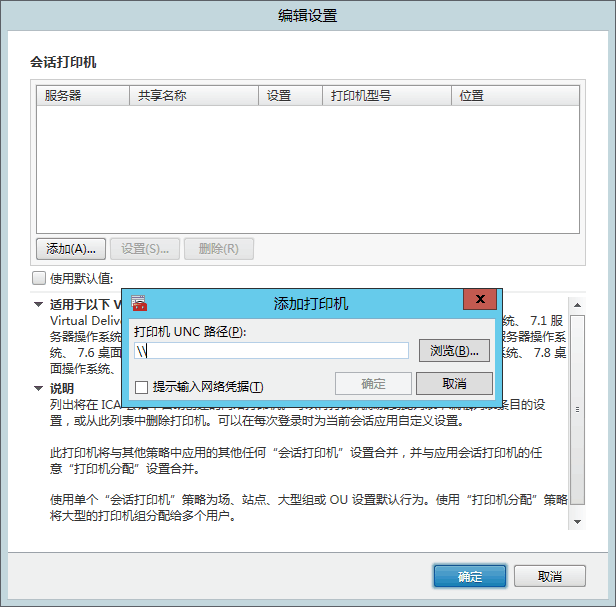 编辑设置
会话打印机
服务器 共享名称 设置 打印机型号 位置
添加(A)... 设置(S)... 删除(R)
使用默认值:
添加打印机
打印机 UNC 路径(P):
\\
浏览(B)...
提示输入网络凭据(T)
确定 取消
适用于以下 V
Virtual Delive 系统、 7.1 服
务器操作系统 服务器操作系
统、 7.6 桌面 系统、 7.8 桌
面操作系统、
说明
列出将在 ICA
置，或从此列表中删除打印机。可以在每次登录时为当前会话应用自定义设置。
此打印机将与其他策略中应用的其他任何“会话打印机”设置合并，并与应用会话打印机的任
意“打印机分配”设置合并。
使用单个“会话打印机”策略为场、站点、大型组或 OU 设置默认行为。使用“打印机分配”策略
将大型的打印机组分配给多个用户。
确定 取消